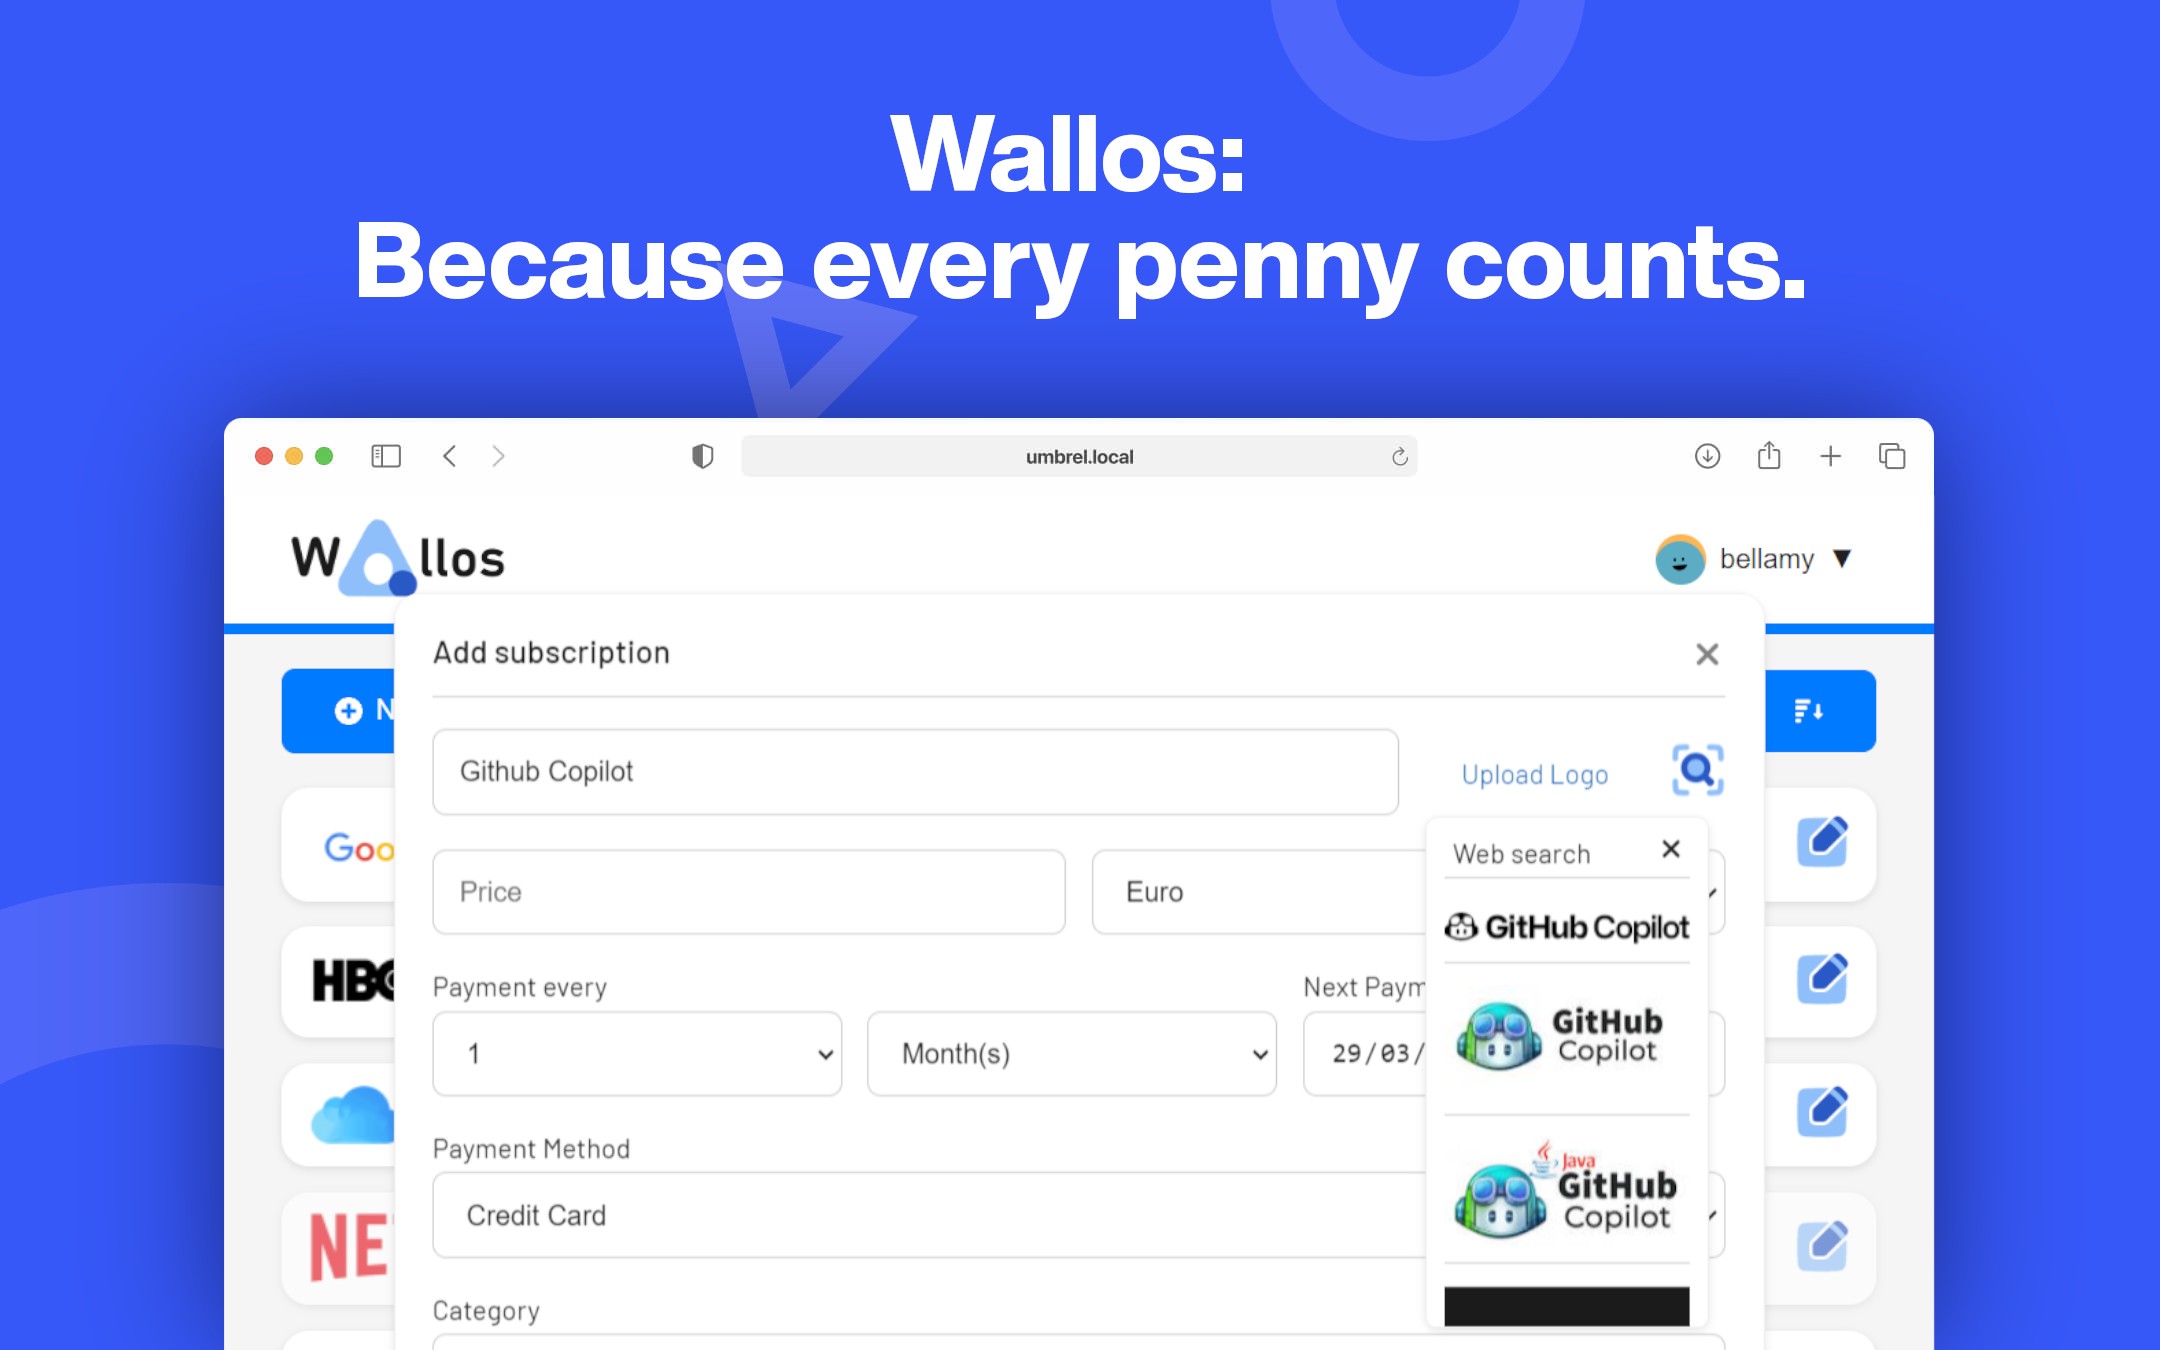 Wallos:
Because every penny counts.
umbrel.local
Wallos
bellamy
Add subscription
Github Copilot
Upload Logo
Web search
Price
Euro
GitHub Copilot
Payment every
1
Month(s)
Next Paym
29/03/
GitHub
Copilot
Payment Method
Credit Card
Java
GitHub
Copilot
Category
N
Goo
HBO
NE